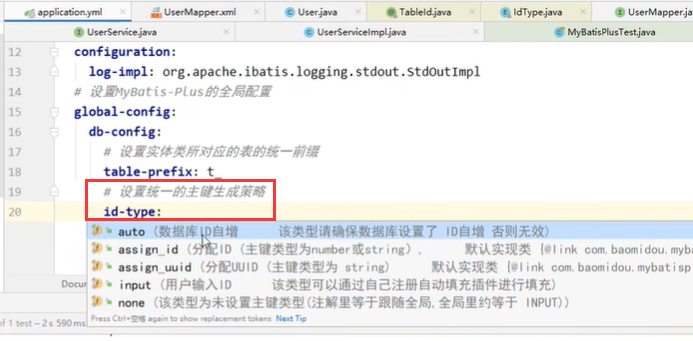 application.yml UserMapper.xml User.java TableId.java IdType.java UserMapper.java
UserService.java UserServiceImpl.java MyBatisPlusTest.java
12 configuration:
13 log-impl: org.apache.ibatis.logging.stdout.StdOutImpl
14 # 设置MyBatis-Plus的全局配置
15 global-config:
16 db-config:
17 # 设置实体类所对应的表的统一前缀
18 table-prefix: t_
19 # 设置统一的主键生成策略
20 id-type:
auto (数据库ID自增 该类型请确保数据库设置了 ID自增 否则无效)
assign_id (分配ID (主键类型为number或string), 默认实现类 {@link com.baomidou.my
assign_uuid (分配UUID (主键类型为 string) 默认实现类 {@link com.baomidou.mybatisp
input (用户输入ID 该类型可以通过自己注册自动填充插件进行填充)
none (该类型为未设置主键类型(注解里等于跟随全局,全局里约等于 INPUT))
Press Ctrl+空格 again to show replacement tokens Next Tip
Docum
of 1 test – 2 s 590 ms